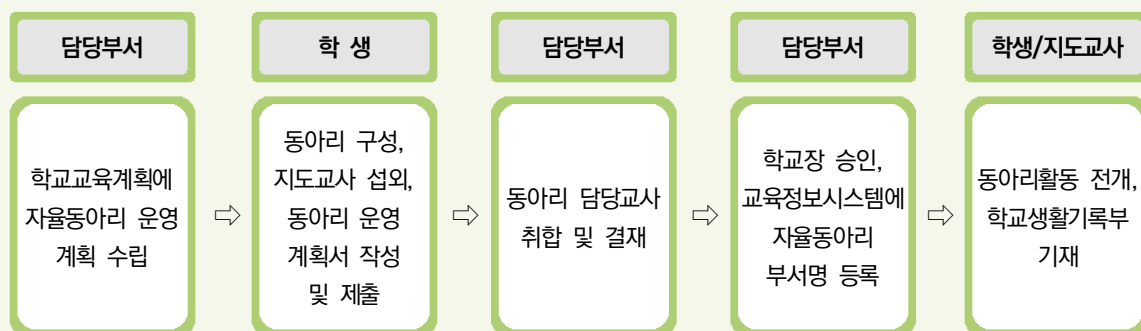 담당부서
학 생
담당부서
담당부서
학생/지도교사
학교교육계획에
자율동아리 운영
계획 수립
⇨
동아리 구성,
지도교사 섭외,
동아리 운영
계획서 작성
및 제출
⇨
동아리 담당교사
취합 및 결재
⇨
학교장 승인,
교육정보시스템에
자율동아리
부서명 등록
⇨
동아리활동 전개,
학교생활기록부
기재